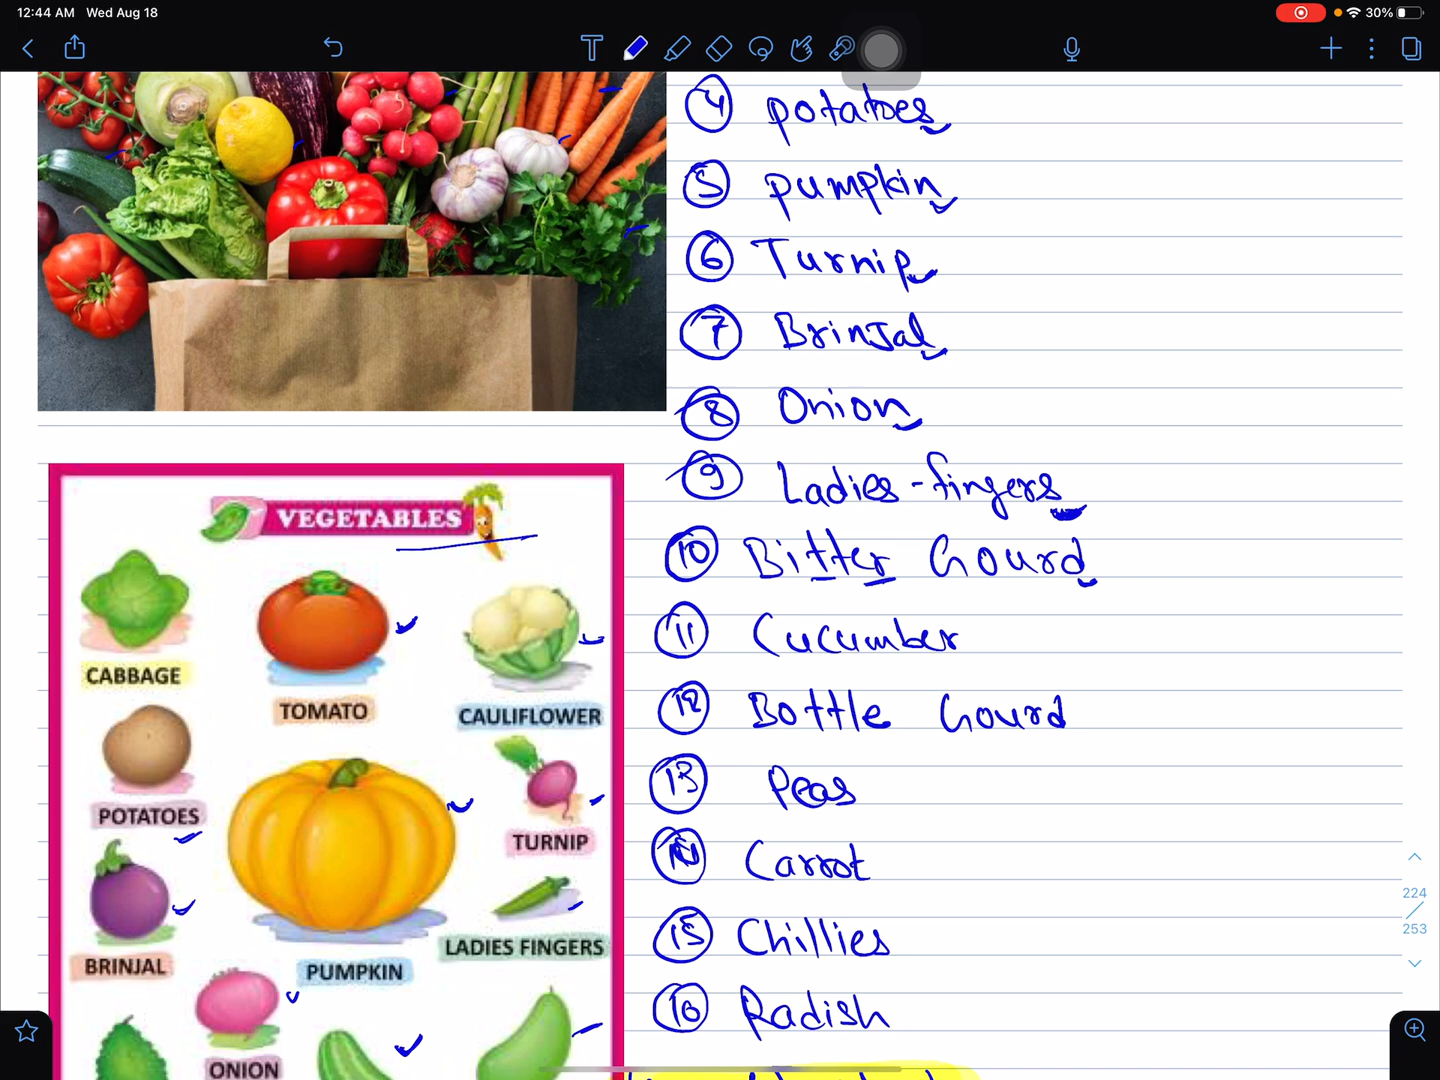 12:44 AM Wed Aug 18
30%
T
④ potatoes
⑤ pumpkin
⑥ Turnip
⑦ Brinjal
⑧ Onion
⑨ Ladies-fingers
⑩ Bitter Gourd
⑪ Cucumber
⑫ Bottle Gourd
⑬ Peas
⑭ Carrot
⑮ Chillies
⑯ Radish
VEGETABLES
CABBAGE
TOMATO
CAULIFLOWER
POTATOES
TURNIP
BRINJAL
PUMPKIN
LADIES FINGERS
ONION
224
253